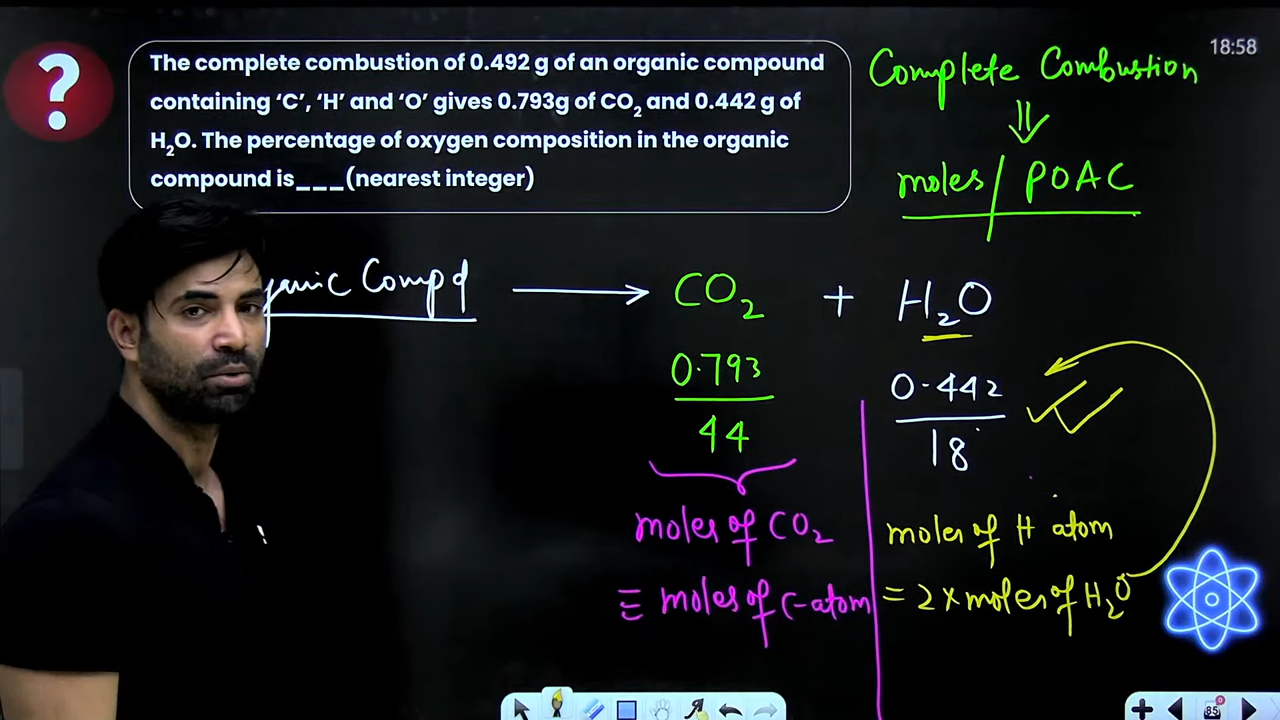 The complete combustion of 0.492 g of an organic compound
containing ‘C’, ‘H’ and ‘O’ gives 0.793g of CO₂ and 0.442 g of
H₂O. The percentage of oxygen composition in the organic
compound is___(nearest integer)
?
Complete Combustion
18:58
⇓
moles / POAC
Compd ⟶ CO₂ + H₂O
0.793
44
0.442
18
moles of CO₂
≡ moles of C-atom
moles of H atom
= 2 × moles of H₂O
85